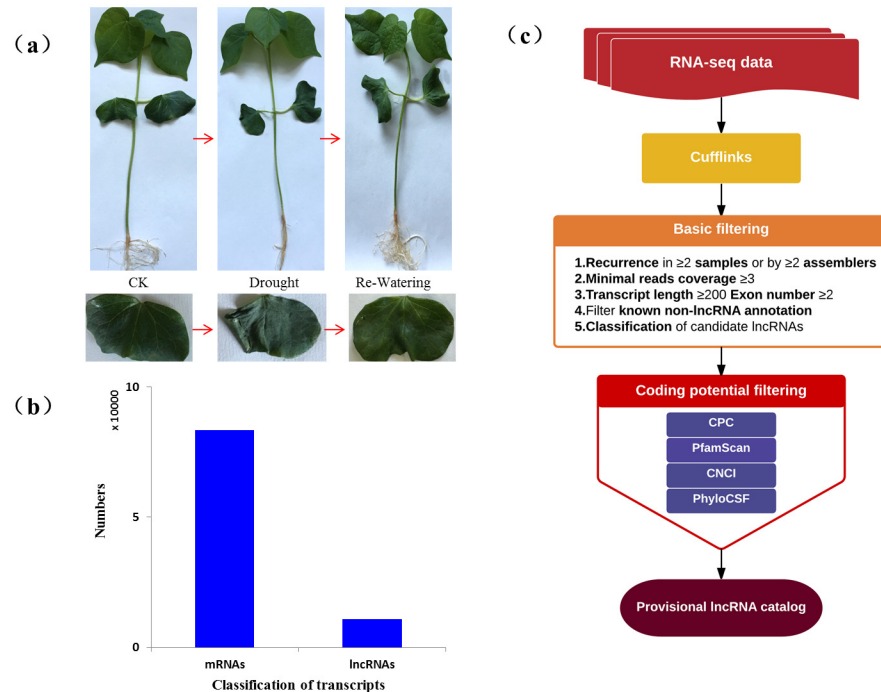 （a）
CK
Drought
Re-Watering
（b）
x 10000
10
5
0
Numbers
mRNAs
lncRNAs
Classification of transcripts
（c）
RNA-seq data
Cufflinks
Basic filtering
1.Recurrence in ≥2 samples or by ≥2 assemblers
2.Minimal reads coverage ≥3
3.Transcript length ≥200 Exon number ≥2
4.Filter known non-lncRNA annotation
5.Classification of candidate lncRNAs
Coding potential filtering
CPC
PfamScan
CNCI
PhyloCSF
Provisional lncRNA catalog